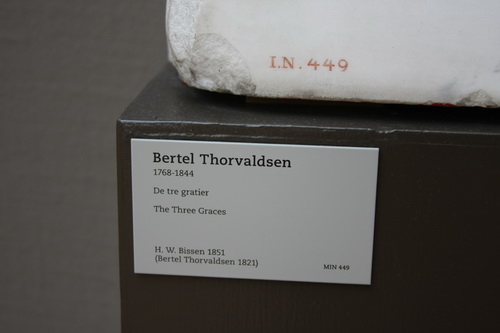 I.N. 449
Bertel Thorvaldsen
1768-1844
De tre gratier
The Three Graces
H. W. Bissen 1851
(Bertel Thorvaldsen 1821)
MIN 449